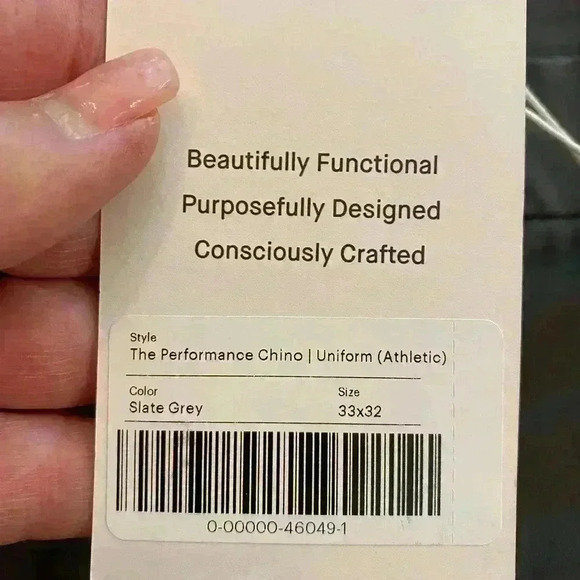 Beautifully Functional
Purposefully Designed
Consciously Crafted
Style
The Performance Chino | Uniform (Athletic)
Color Size
Slate Grey 33x32
0-00000-46049-1